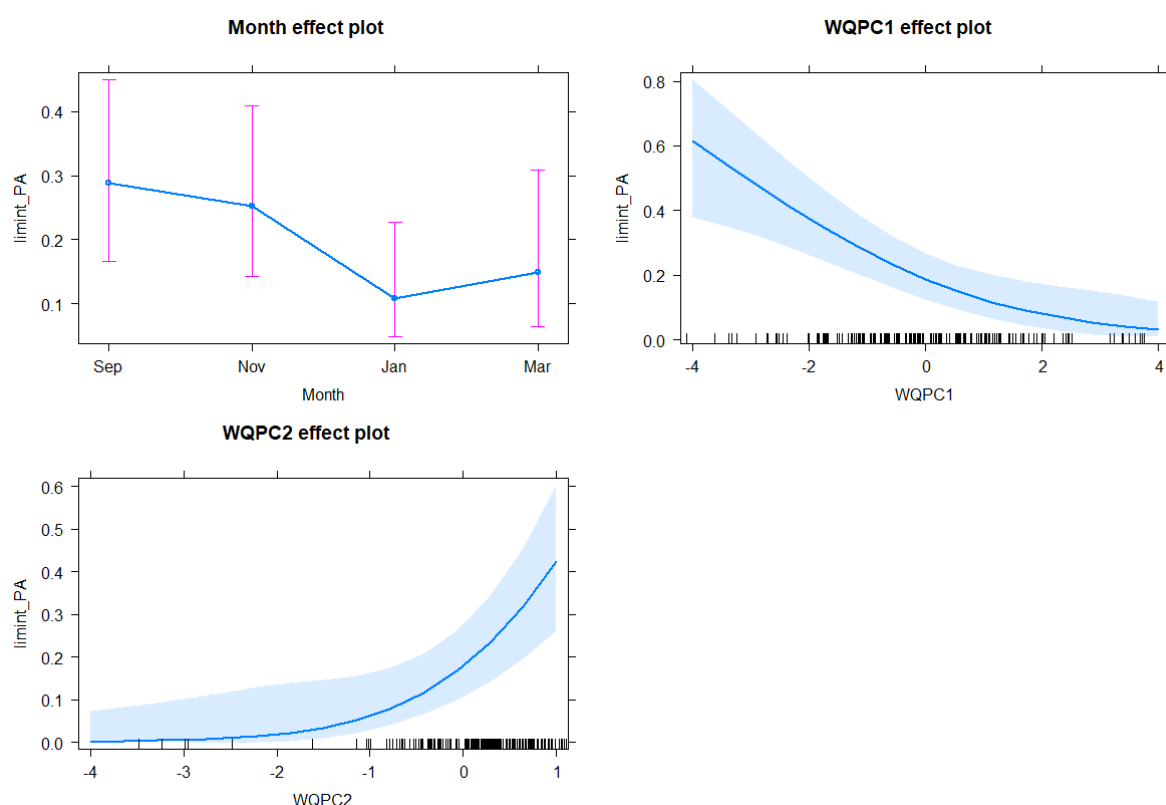 Month effect plot
limint_PA
0.4
0.3
0.2
0.1
Sep Nov Jan Mar
Month
WQPC1 effect plot
limint_PA
0.8
0.6
0.4
0.2
0.0
-4 -2 0 2 4
WQPC1
WQPC2 effect plot
limint_PA
0.6
0.5
0.4
0.3
0.2
0.1
0.0
-4 -3 -2 -1 0 1
WQPC2